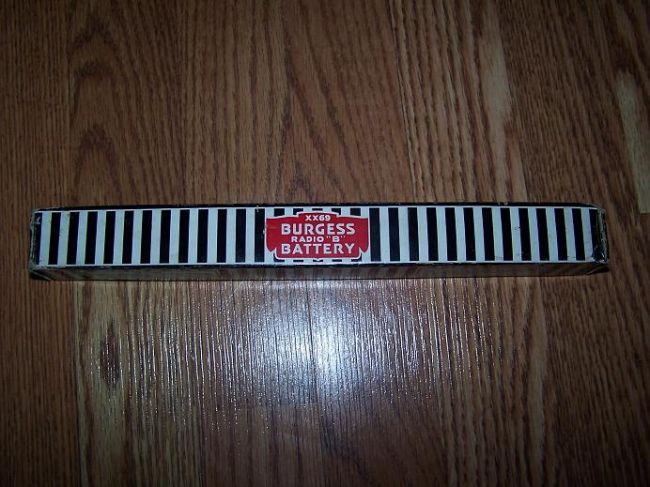 XX69
BURGESS
RADIO "B"
BATTERY